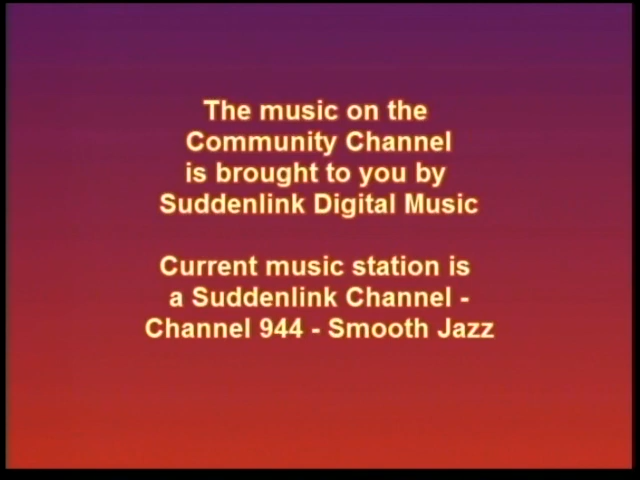 The music on the
Community Channel
is brought to you by
Suddenlink Digital Music
Current music station is
a Suddenlink Channel -
Channel 944 - Smooth Jazz